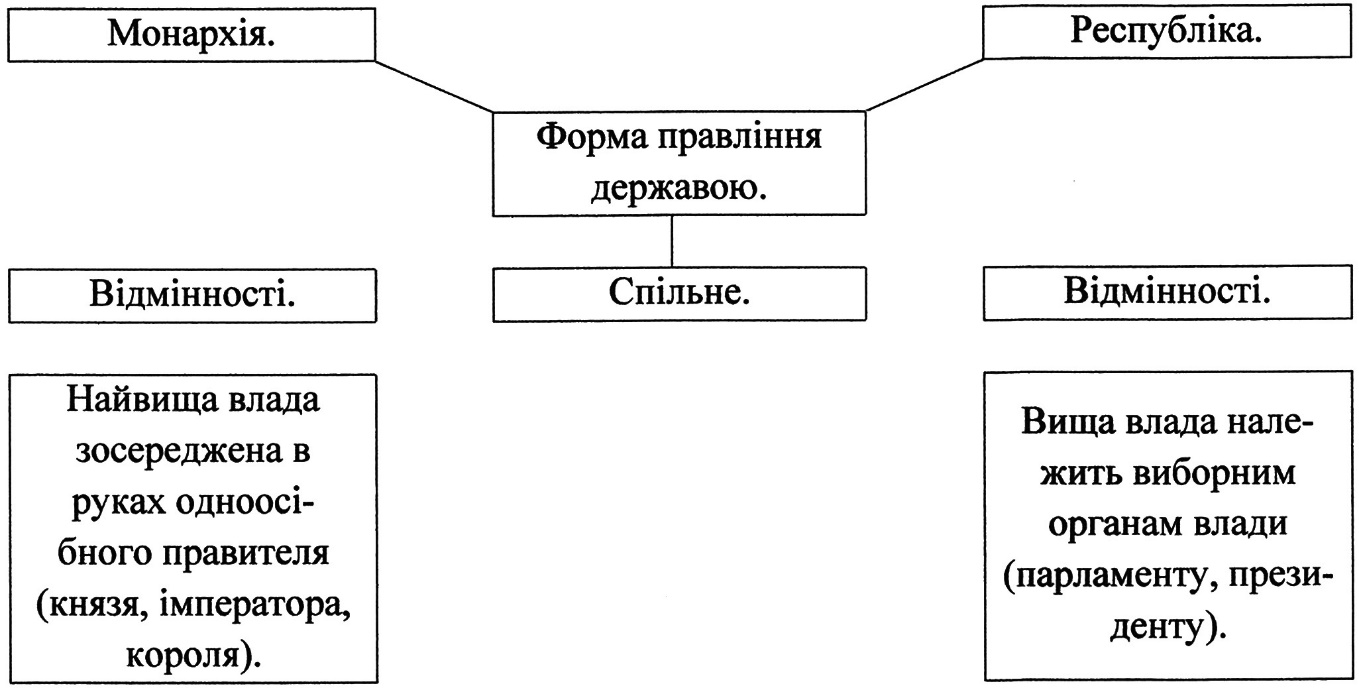 Монархія.
Республіка.
Форма правління
державою.
Відмінності.
Спільне.
Відмінності.
Найвища влада
зосереджена в
руках одноосі-
бного правителя
(князя, імператора,
короля).
Вища влада нале-
жить виборним
органам влади
(парламенту, прези-
денту).